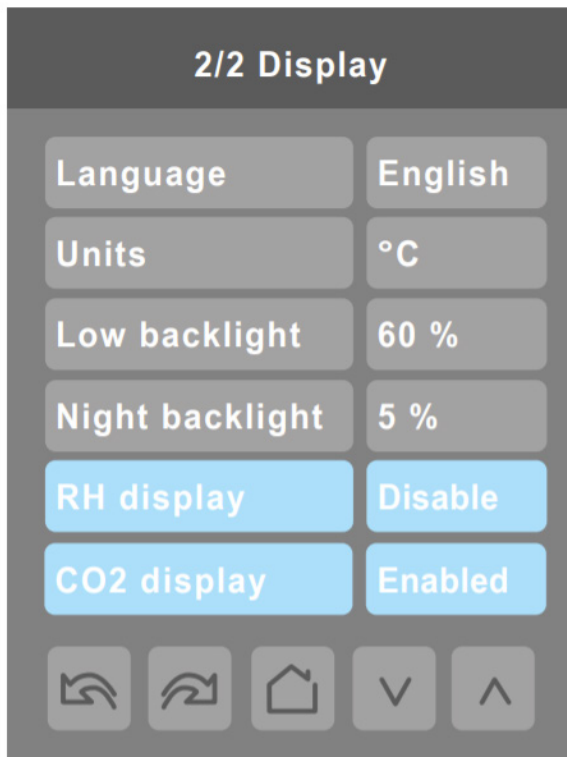 2/2 Display
Language English
Units °C
Low backlight 60 %
Night backlight 5 %
RH display Disable
CO2 display Enabled